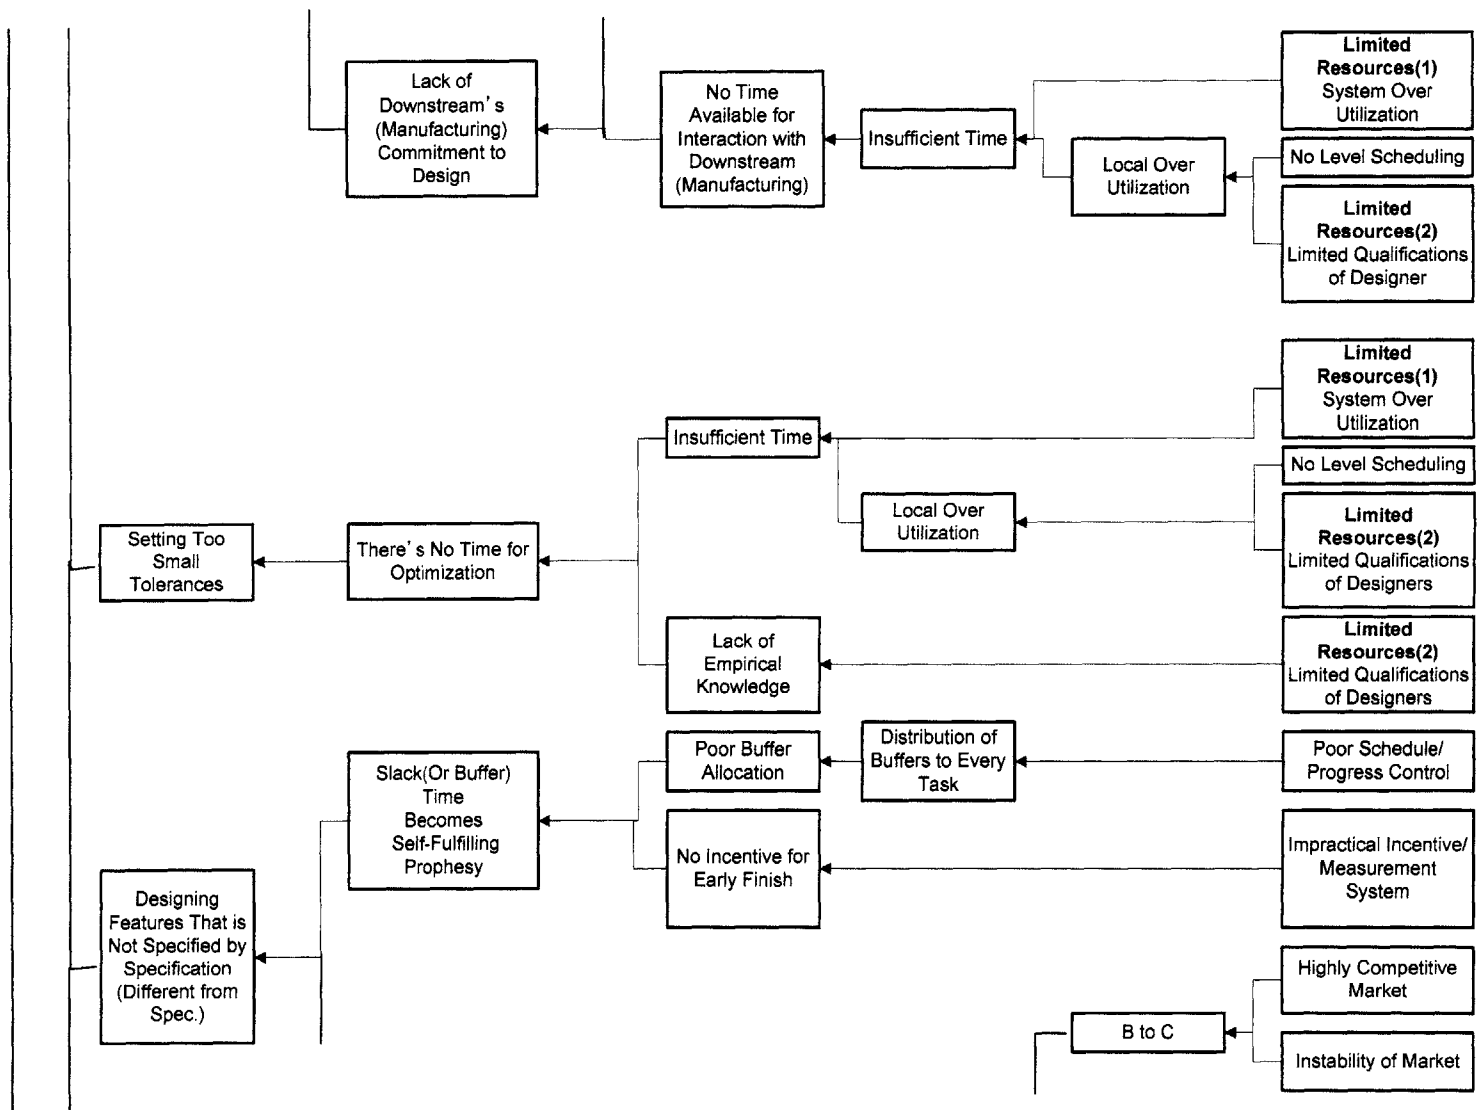 Lack of
Downstream's
(Manufacturing)
Commitment to
Design
No Time
Available for
Interaction with
Downstream
(Manufacturing)
Insufficient Time
Local Over
Utilization
Limited
Resources(1)
System Over
Utilization
No Level Scheduling
Limited
Resources(2)
Limited Qualifications
of Designer
Setting Too
Small
Tolerances
There's No Time for
Optimization
Insufficient Time
Local Over
Utilization
Limited
Resources(1)
System Over
Utilization
No Level Scheduling
Limited
Resources(2)
Limited Qualifications
of Designers
Lack of
Empirical
Knowledge
Limited
Resources(2)
Limited Qualifications
of Designers
Designing
Features That is
Not Specified by
Specification
(Different from
Spec.)
Slack(Or Buffer)
Time
Becomes
Self-Fulfilling
Prophesy
Poor Buffer
Allocation
Distribution of
Buffers to Every
Task
Poor Schedule/
Progress Control
No Incentive for
Early Finish
Impractical Incentive/
Measurement
System
B to C
Highly Competitive
Market
Instability of Market